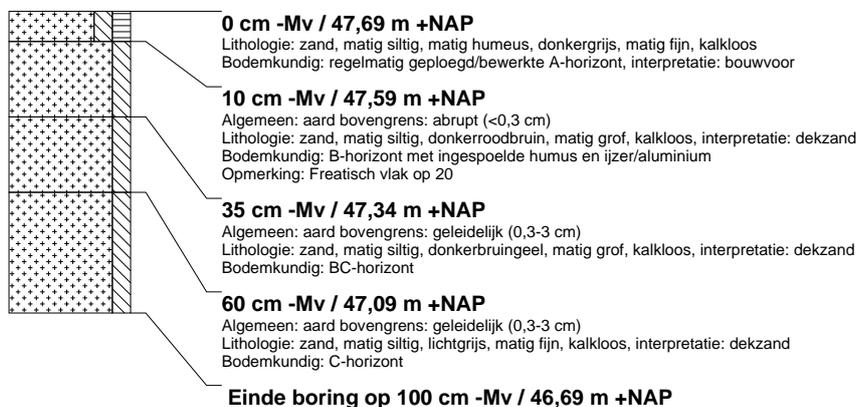 0 cm -Mv / 47,69 m +NAP
Lithologie: zand, matig siltig, matig humeus, donkergrijs, matig fijn, kalkloos
Bodemkundig: regelmatig geploegd/bewerkte A-horizont, interpretatie: bouwvoor
10 cm -Mv / 47,59 m +NAP
Algemeen: aard bovengrens: abrupt (<0,3 cm)
Lithologie: zand, matig siltig, donkerroodbruin, matig grof, kalkloos, interpretatie: dekzand
Bodemkundig: B-horizont met ingespoelde humus en ijzer/aluminium
Opmerking: Freatisch vlak op 20
35 cm -Mv / 47,34 m +NAP
Algemeen: aard bovengrens: geleidelijk (0,3-3 cm)
Lithologie: zand, matig siltig, donkerbruingeel, matig grof, kalkloos, interpretatie: dekzand
Bodemkundig: BC-horizont
60 cm -Mv / 47,09 m +NAP
Algemeen: aard bovengrens: geleidelijk (0,3-3 cm)
Lithologie: zand, matig siltig, lichtgrijs, matig fijn, kalkloos, interpretatie: dekzand
Bodemkundig: C-horizont
Einde boring op 100 cm -Mv / 46,69 m +NAP